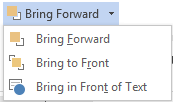 Bring Forward
Bring Forward
Bring to Front
Bring in Front of Text